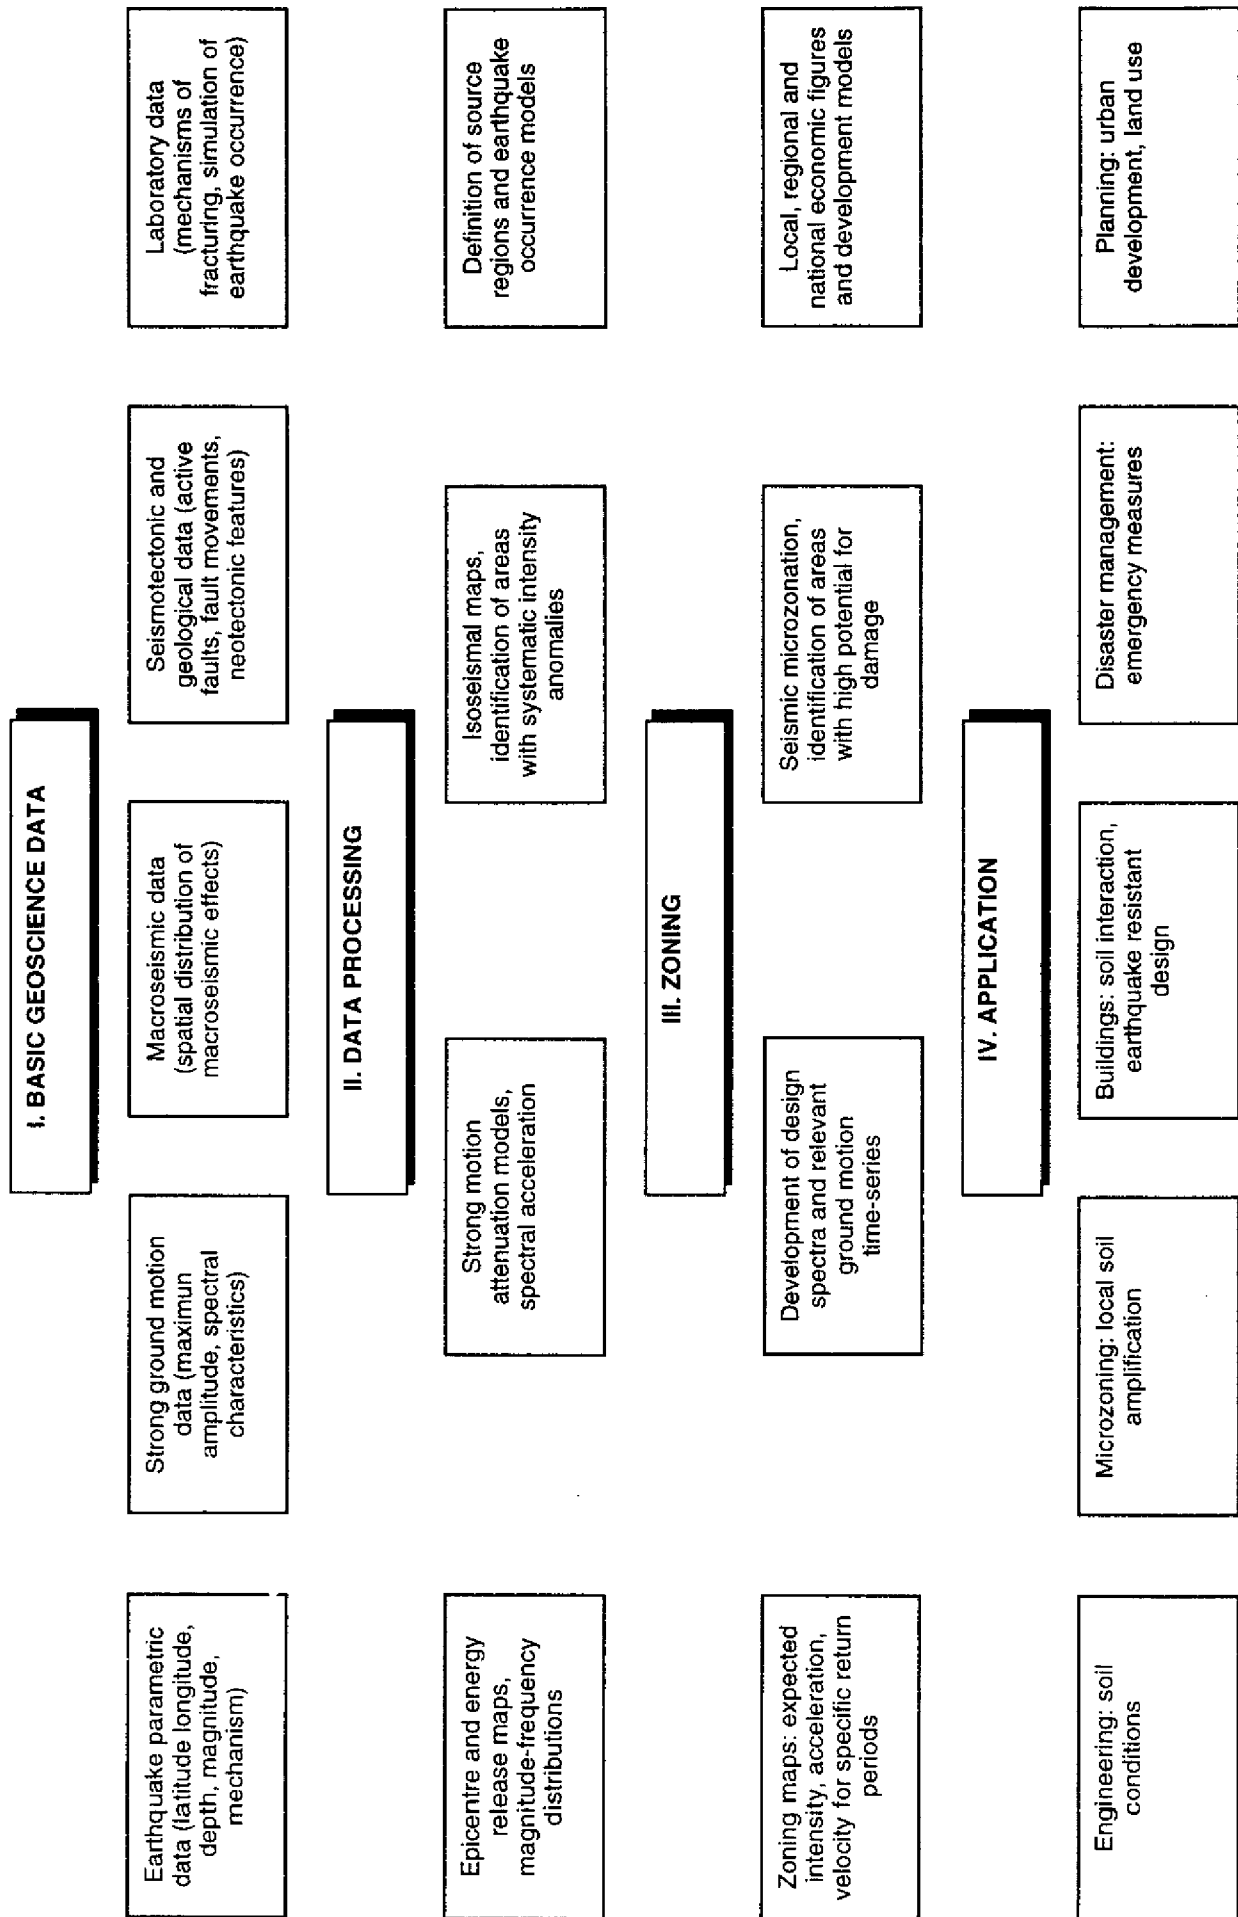 I. BASIC GEOSCIENCE DATA
Earthquake parametric
data (latitude longitude,
depth, magnitude,
mechanism)
Strong ground motion
data (maximun
amplitude, spectral
characteristics)
Macroseismic data
(spatial distribution of
macroseismic effects)
Seismotectonic and
geological data (active
faults, fault movements,
neotectonic features)
Laboratory data
(mechanisms of
fracturing, simulation of
earthquake occurrence)
II. DATA PROCESSING
Epicentre and energy
release maps,
magnitude-frequency
distributions
Strong motion
attenuation models,
spectral acceleration
Isoseismal maps,
identification of areas
with systematic intensity
anomalies
Definition of source
regions and earthquake
occurrence models
III. ZONING
Zoning maps: expected
intensity, acceleration,
velocity for specific return
periods
Development of design
spectra and relevant
ground motion
time-series
Seismic microzonation,
identification of areas
with high potential for
damage
Local, regional and
national economic figures
and development models
IV. APPLICATION
Engineering: soil
conditions
Microzoning: local soil
amplification
Buildings: soil interaction,
earthquake resistant
design
Disaster management:
emergency measures
Planning: urban
development, land use